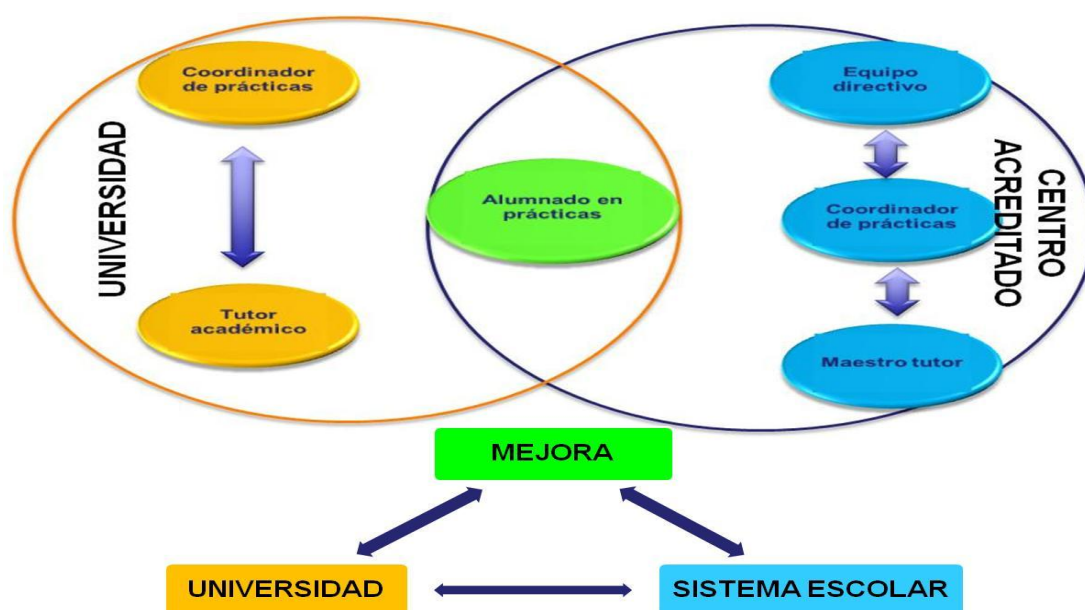 Coordinador
de prácticas
UNIVERSIDAD
Tutor
académico
Alumnado en
prácticas
Equipo
directivo
Coordinador
de prácticas
Maestro tutor
CENTRO
ACREDITADO
MEJORA
UNIVERSIDAD
SISTEMA ESCOLAR